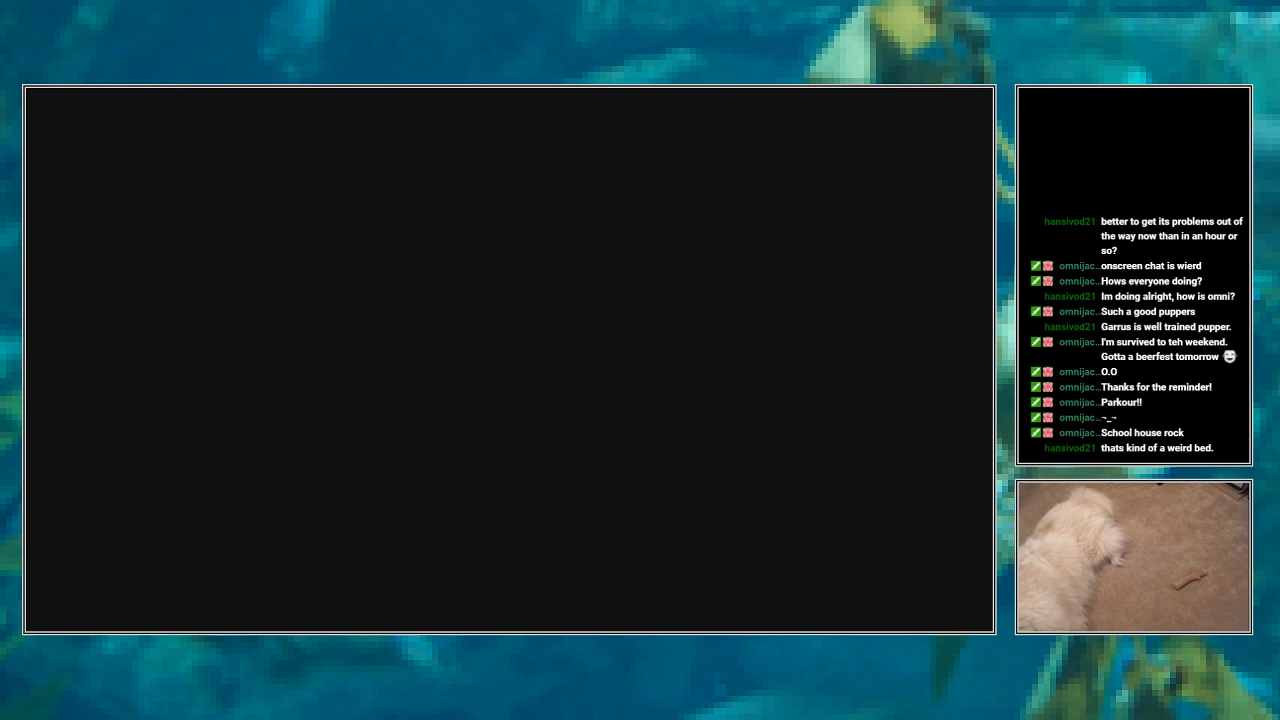 hansivod21 better to get its problems out of
the way now than in an hour or
so?
omnijac.. onscreen chat is wierd
omnijac.. Hows everyone doing?
hansivod21 Im doing alright, how is omni?
omnijac.. Such a good puppers
hansivod21 Garrus is well trained pupper.
omnijac.. I'm survived to teh weekend.
Gotta a beerfest tomorrow
omnijac.. O.O
omnijac.. Thanks for the reminder!
omnijac.. Parkour!!
omnijac.. ¬_¬
omnijac.. School house rock
hansivod21 thats kind of a weird bed.